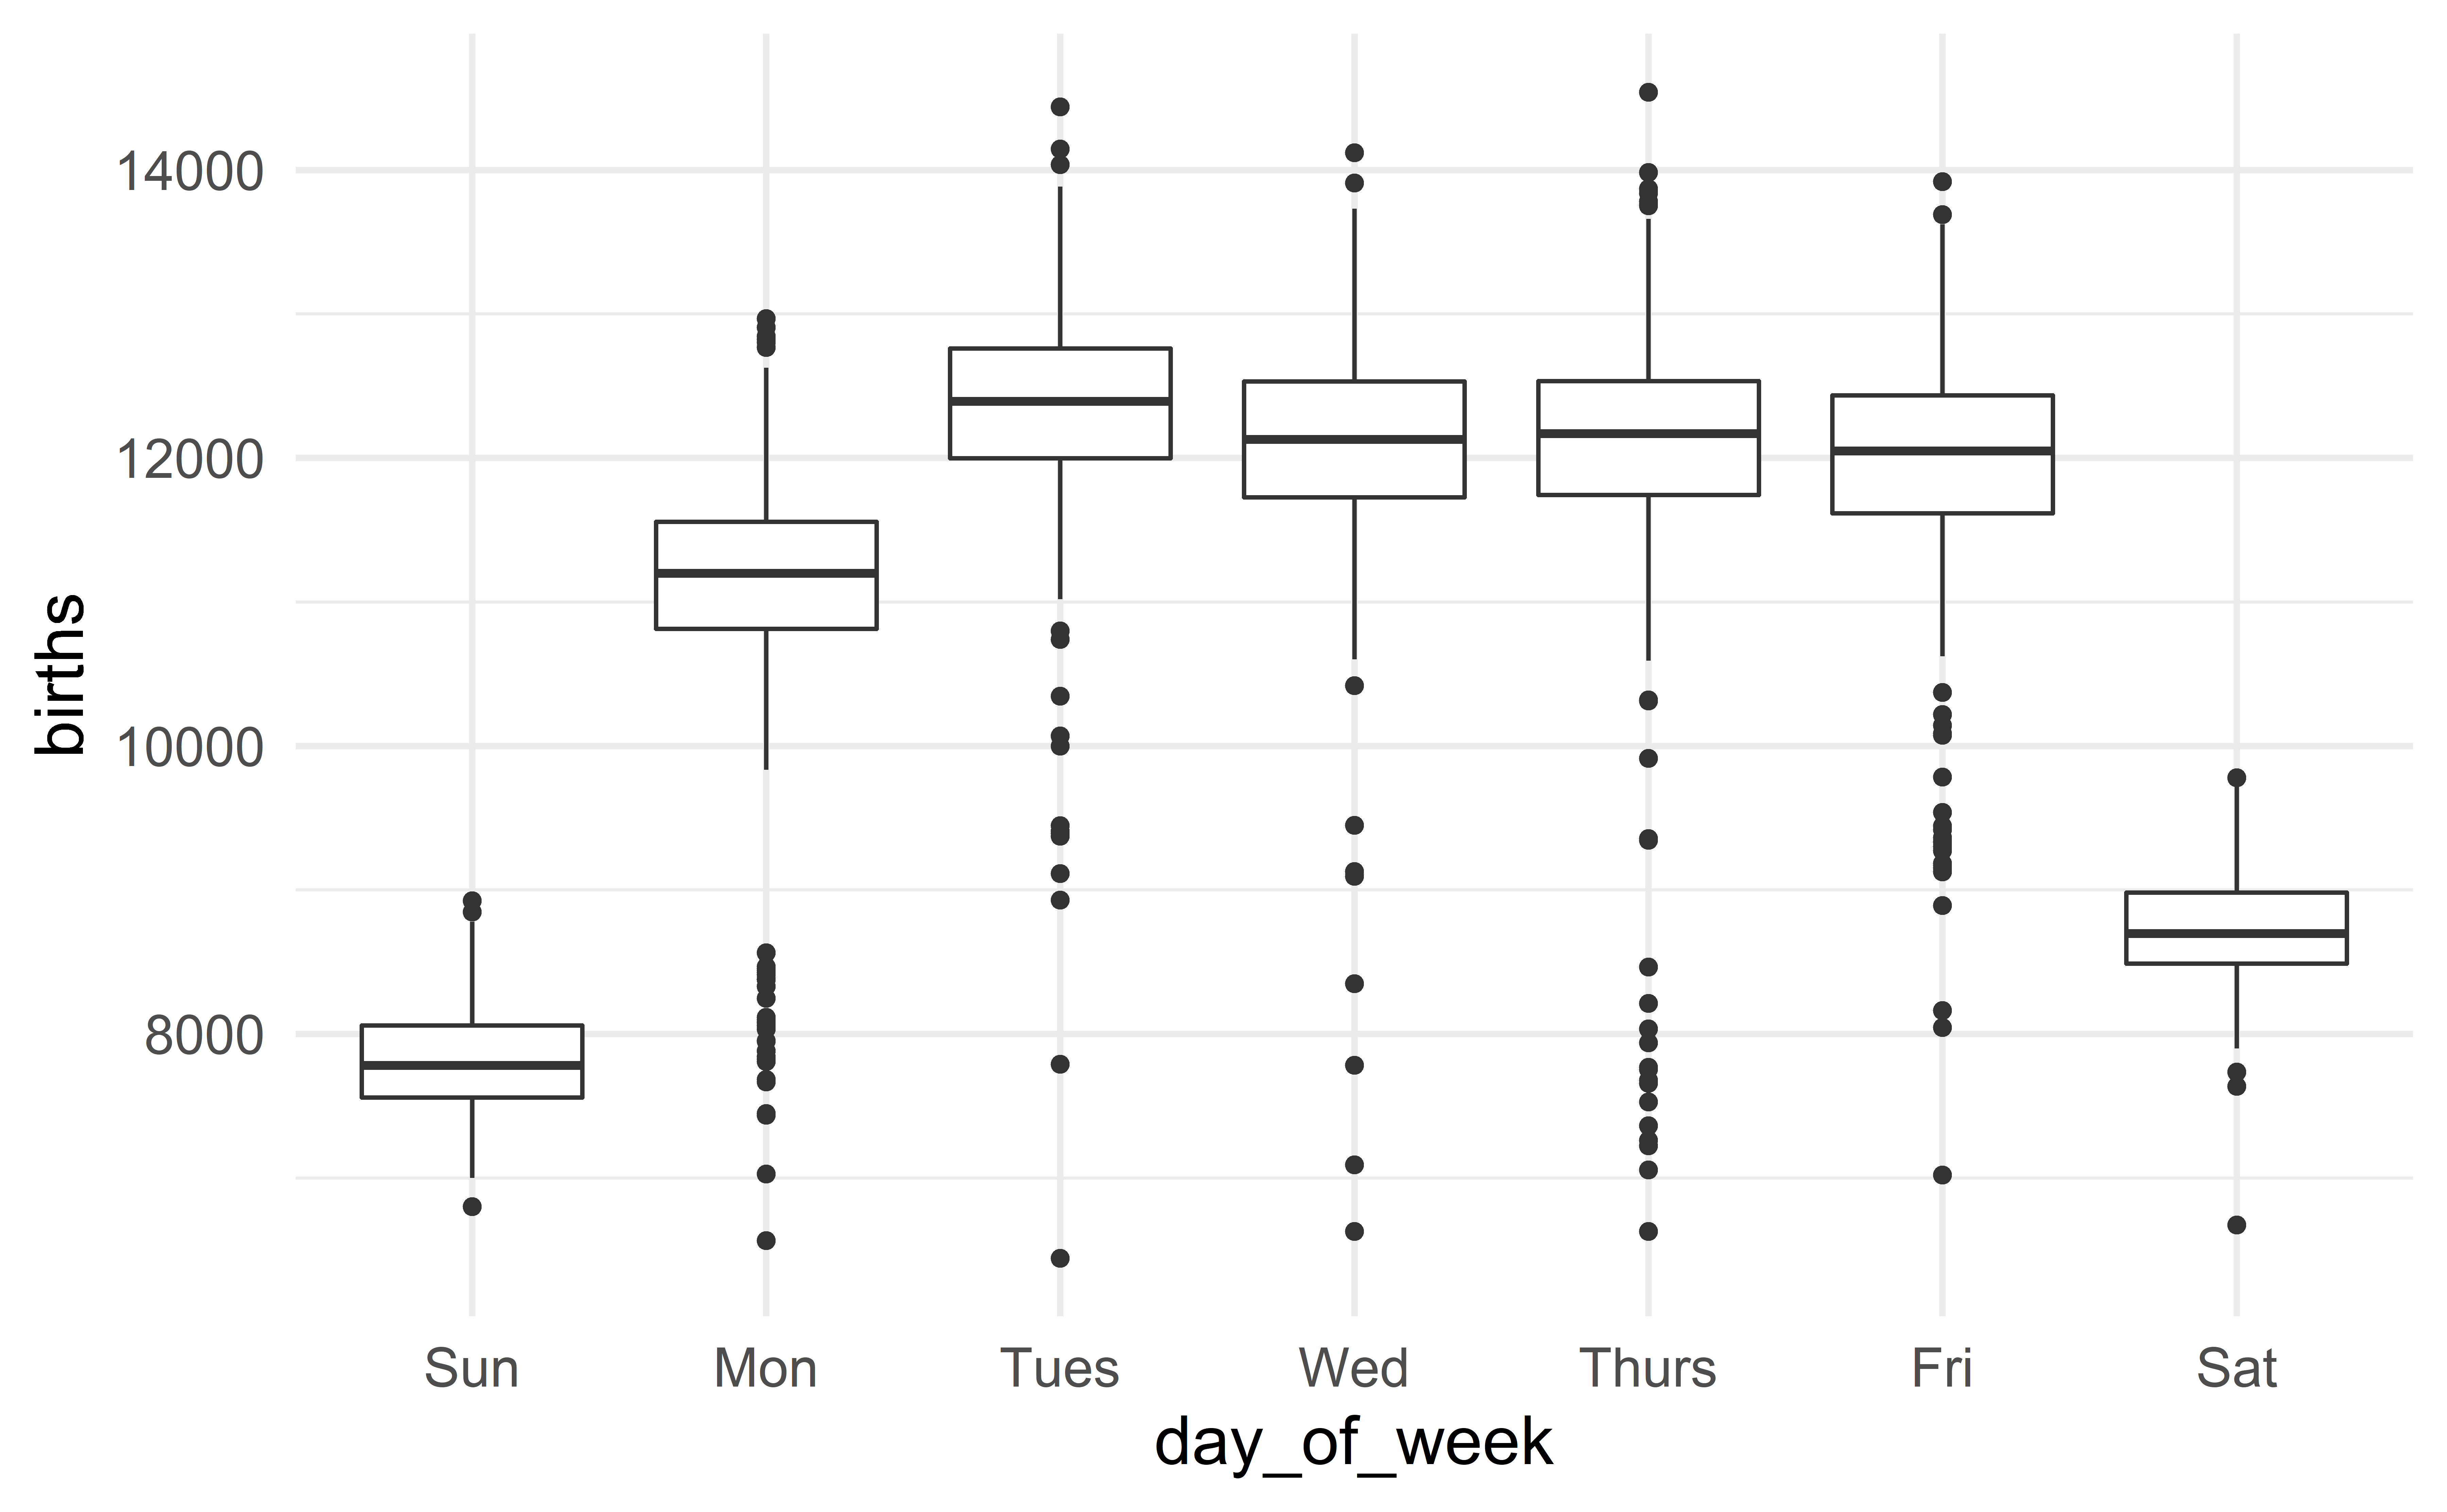 births
14000
12000
10000
8000
Sun Mon Tues Wed Thurs Fri Sat
day_of_week